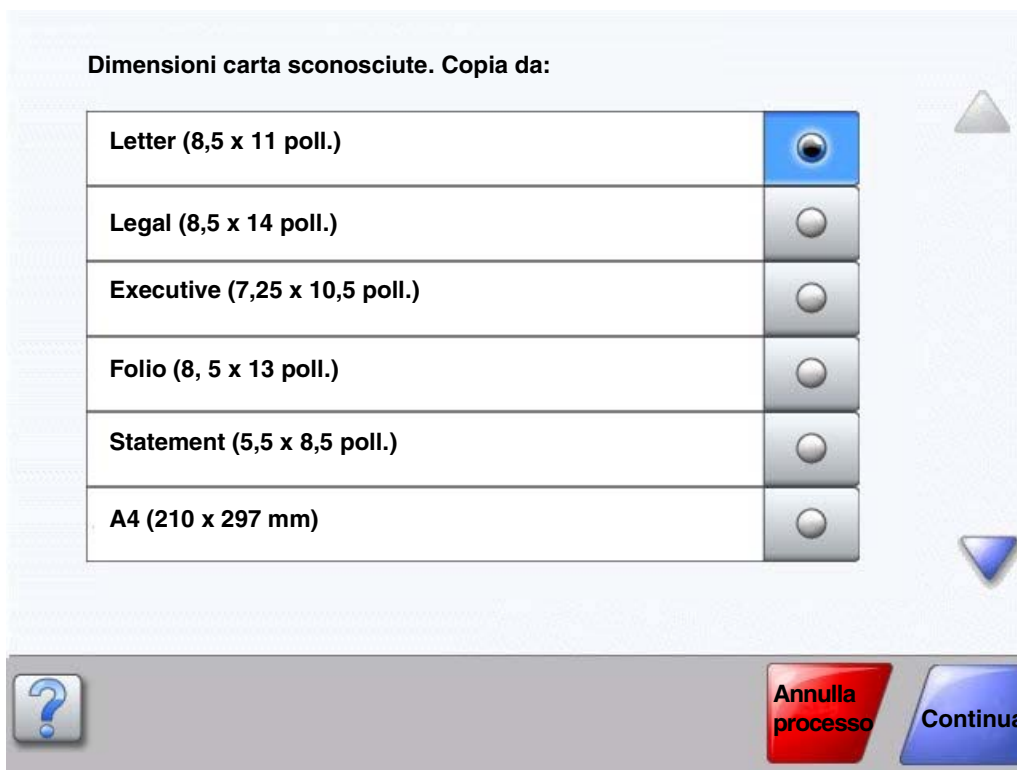 Dimensioni carta sconosciute. Copia da:
Letter (8,5 x 11 poll.)
Legal (8,5 x 14 poll.)
Executive (7,25 x 10,5 poll.)
Folio (8, 5 x 13 poll.)
Statement (5,5 x 8,5 poll.)
A4 (210 x 297 mm)
?
Annulla
processo
Continua